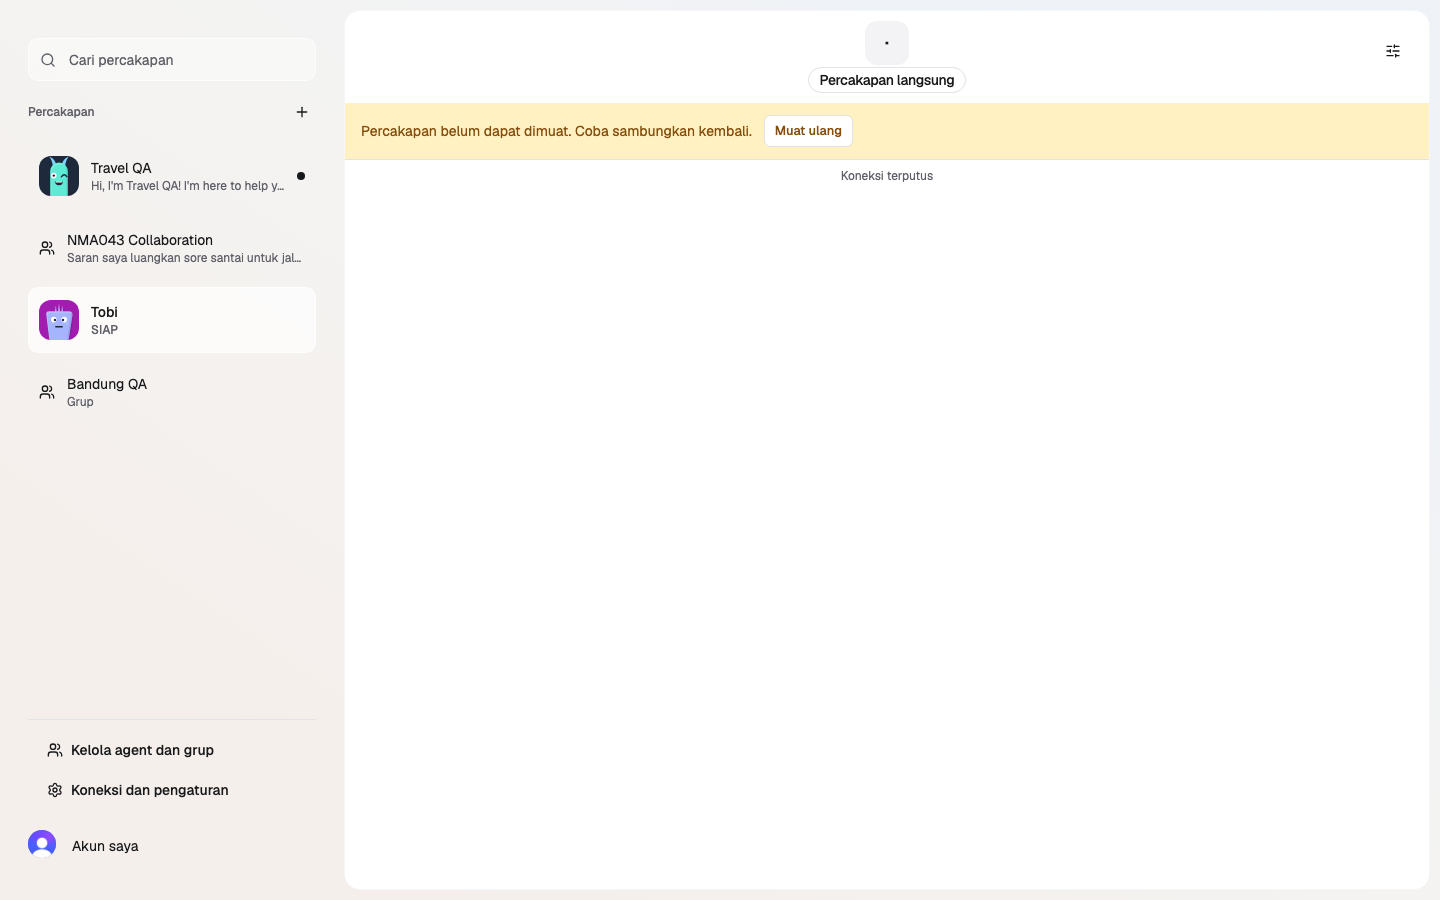 Cari percakapan
Percakapan
Travel QA
Hi, I'm Travel QA! I'm here to help y...
NMA043 Collaboration
Saran saya luangkan sore santai untuk jal...
Tobi
SIAP
Bandung QA
Grup
Kelola agent dan grup
Koneksi dan pengaturan
Akun saya
Percakapan langsung
Percakapan belum dapat dimuat. Coba sambungkan kembali. Muat ulang
Koneksi terputus